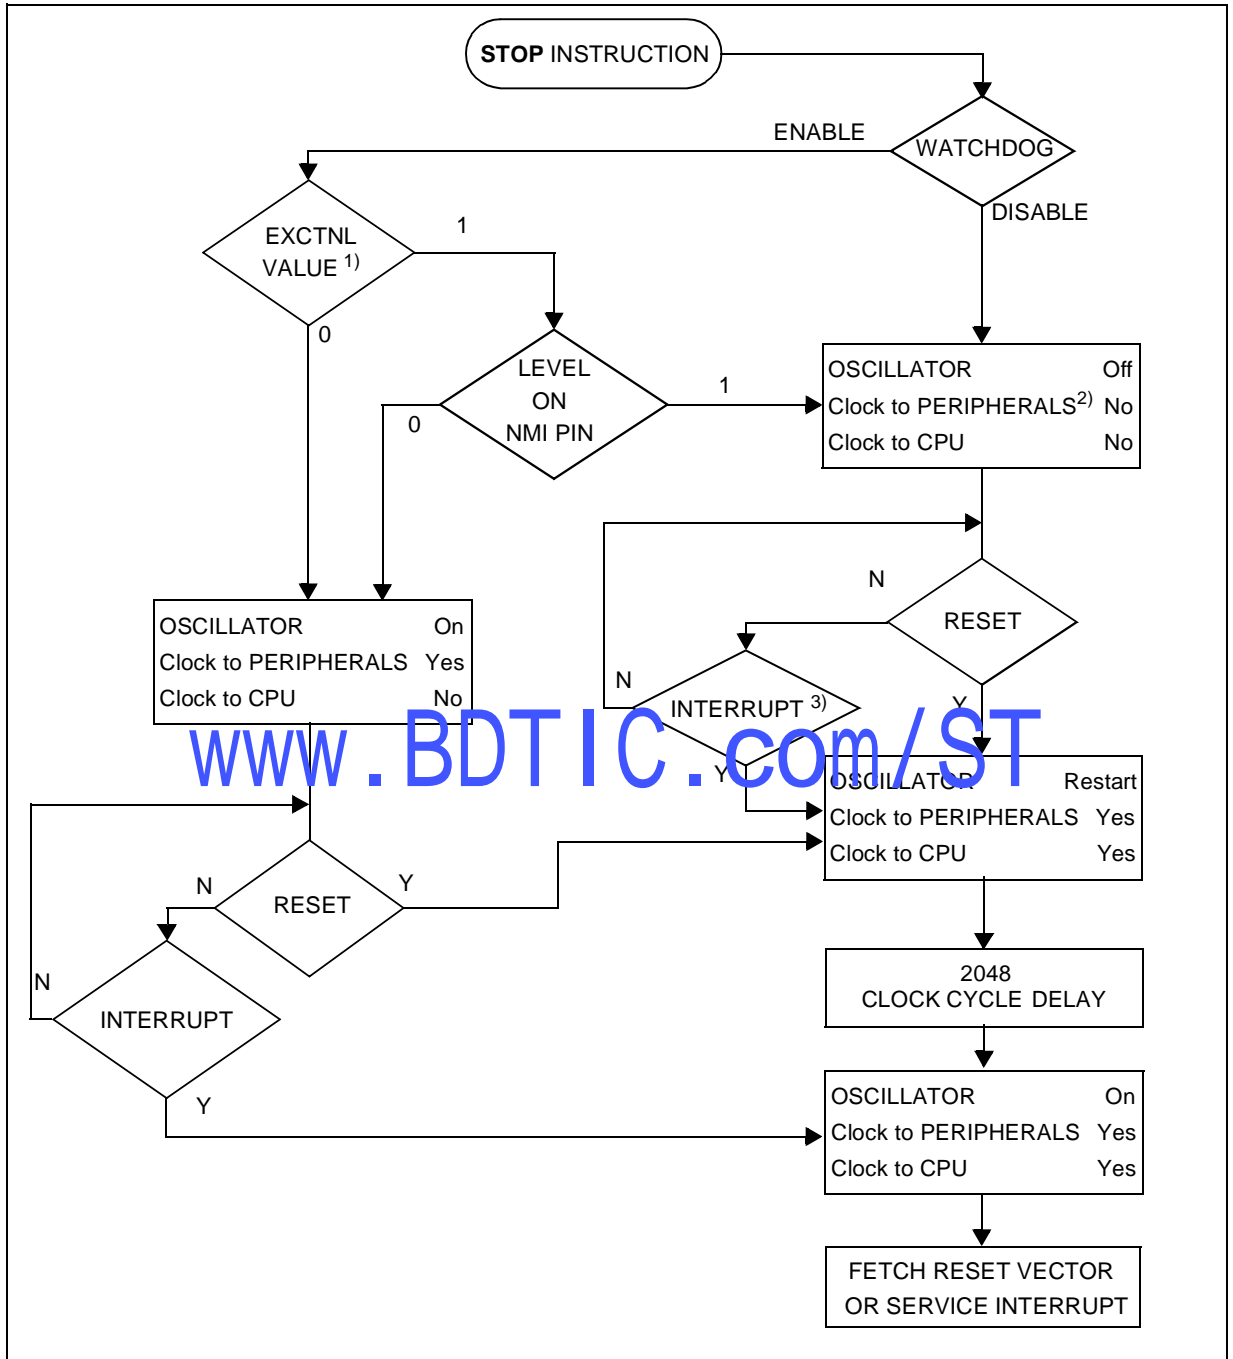 STOP INSTRUCTION
ENABLE
WATCHDOG
DISABLE
EXCTNL
VALUE 1)
1
0
LEVEL
ON
NMI PIN
1
0
OSCILLATOR Off
Clock to PERIPHERALS2) No
Clock to CPU No
N
RESET
Y
OSCILLATOR On
Clock to PERIPHERALS Yes
Clock to CPU No
N
INTERRUPT 3)
Y
www.BDTIC.com/ST
OSCILLATOR Restart
Clock to PERIPHERALS Yes
Clock to CPU Yes
N
RESET
Y
N
INTERRUPT
Y
2048
CLOCK CYCLE DELAY
OSCILLATOR On
Clock to PERIPHERALS Yes
Clock to CPU Yes
FETCH RESET VECTOR
OR SERVICE INTERRUPT